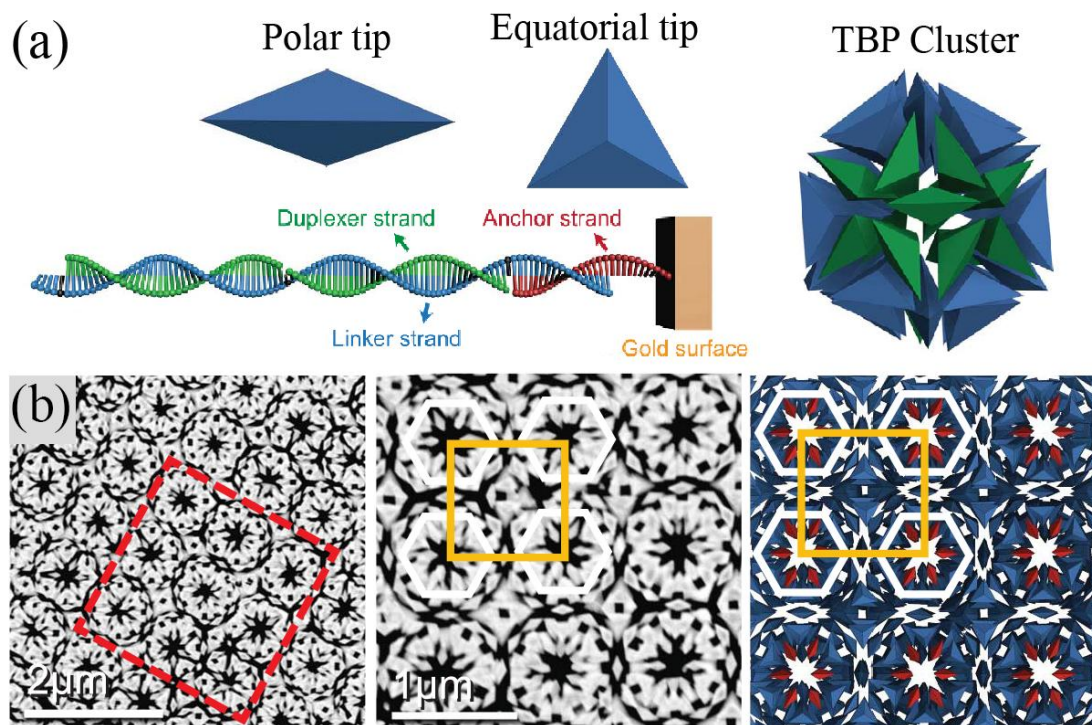 (a)
Polar tip
Equatorial tip
TBP Cluster
Duplexer strand
Anchor strand
Linker strand
Gold surface
(b)
2μm
1μm